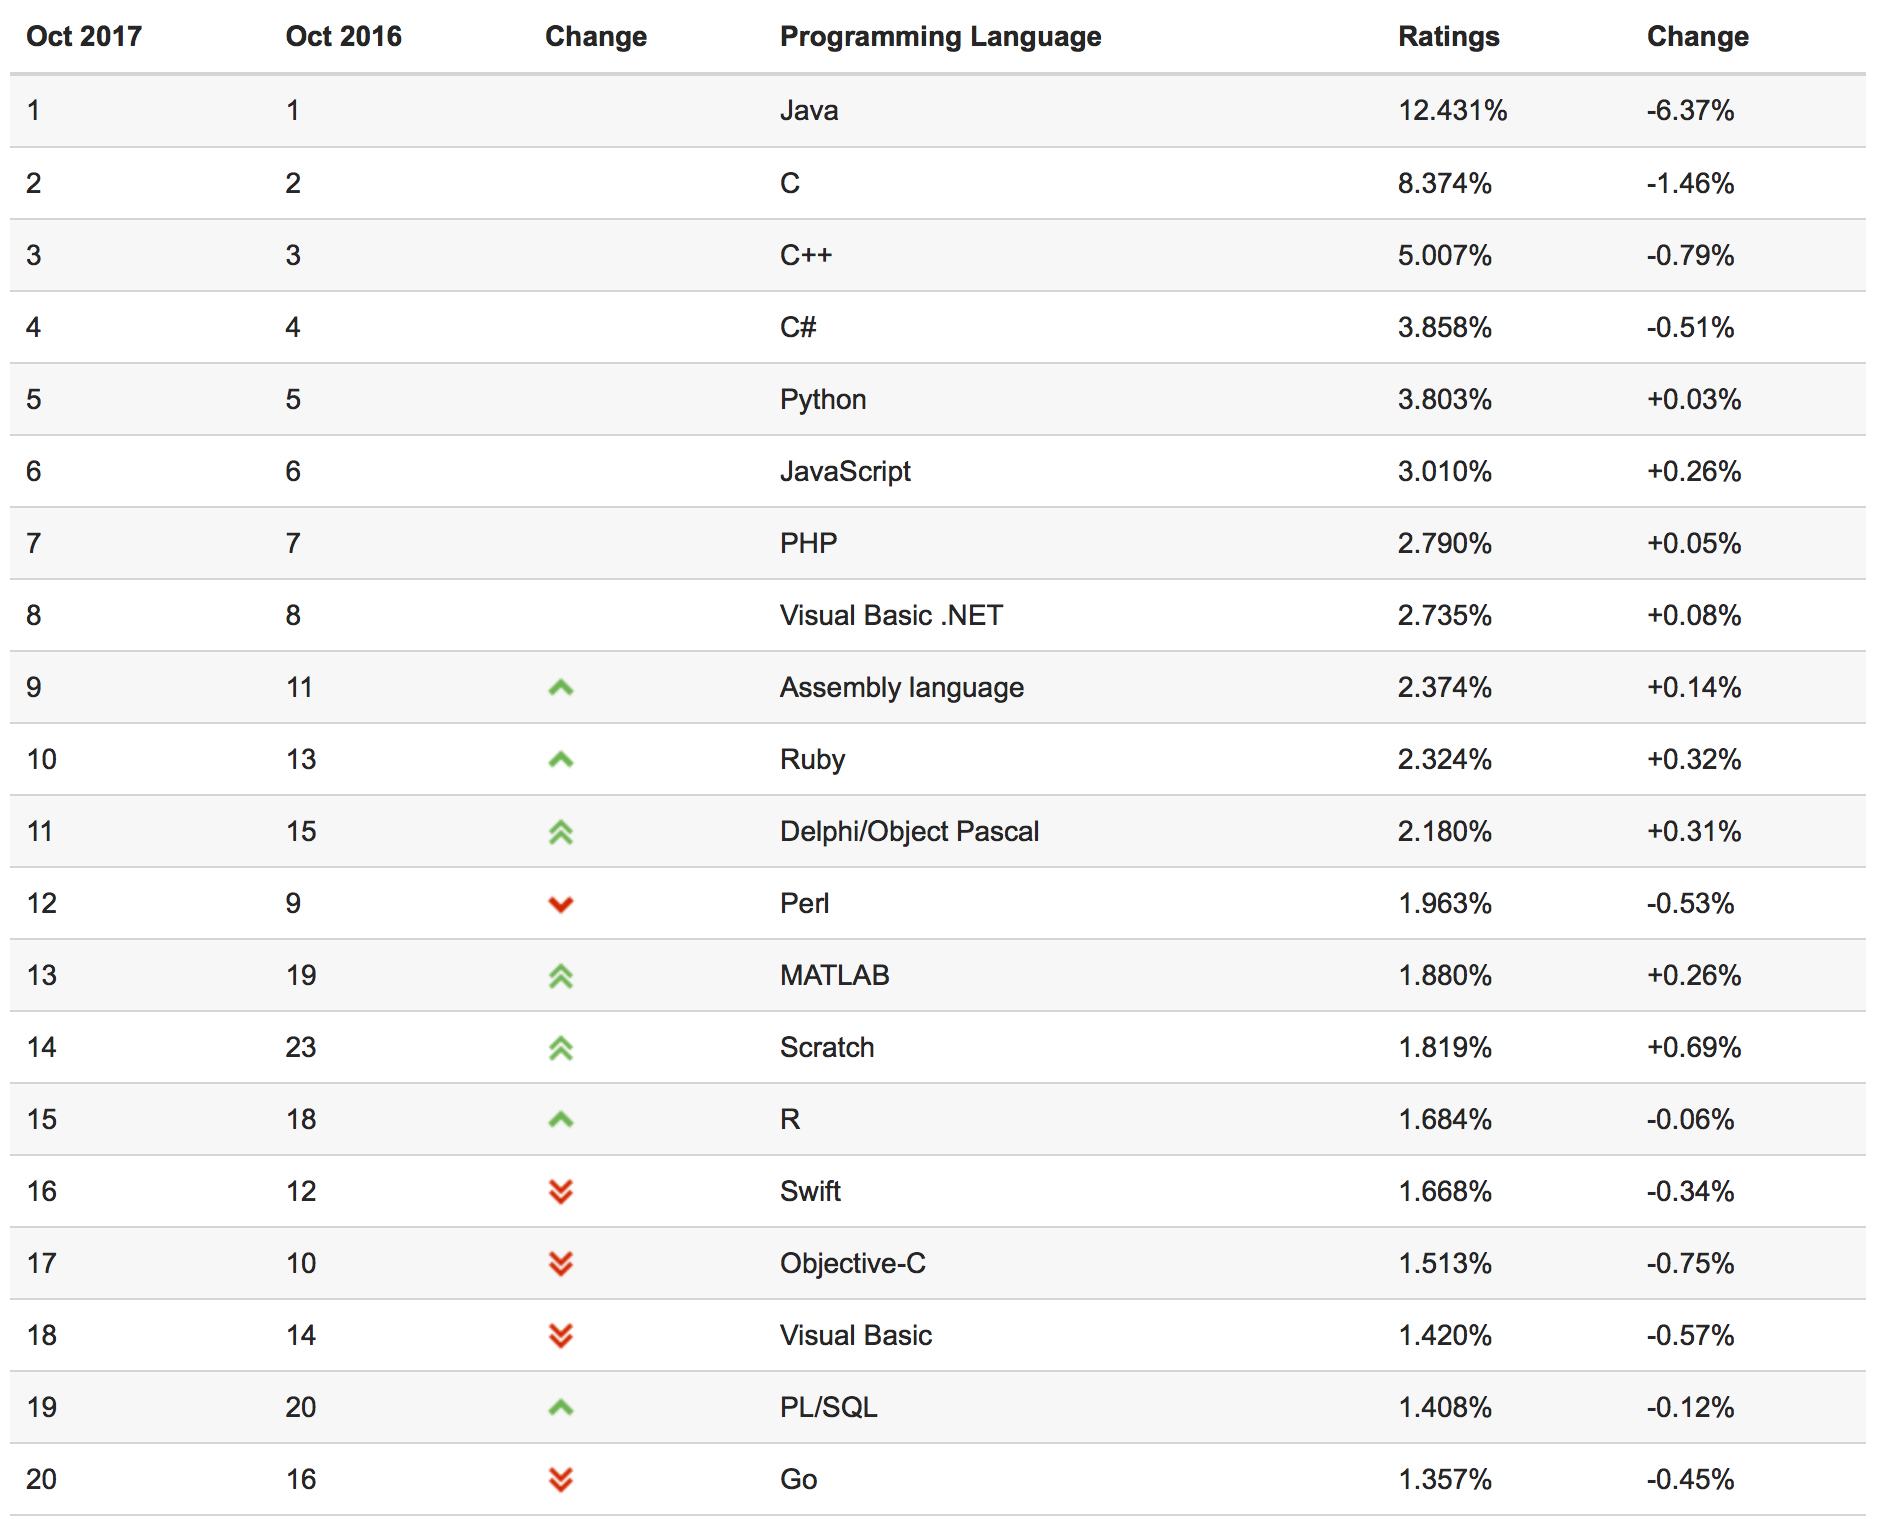 Oct 2017 Oct 2016 Change Programming Language Ratings Change
1 1 Java 12.431% -6.37%
2 2 C 8.374% -1.46%
3 3 C++ 5.007% -0.79%
4 4 C# 3.858% -0.51%
5 5 Python 3.803% +0.03%
6 6 JavaScript 3.010% +0.26%
7 7 PHP 2.790% +0.05%
8 8 Visual Basic .NET 2.735% +0.08%
9 11 Assembly language 2.374% +0.14%
10 13 Ruby 2.324% +0.32%
11 15 Delphi/Object Pascal 2.180% +0.31%
12 9 Perl 1.963% -0.53%
13 19 MATLAB 1.880% +0.26%
14 23 Scratch 1.819% +0.69%
15 18 R 1.684% -0.06%
16 12 Swift 1.668% -0.34%
17 10 Objective-C 1.513% -0.75%
18 14 Visual Basic 1.420% -0.57%
19 20 PL/SQL 1.408% -0.12%
20 16 Go 1.357% -0.45%